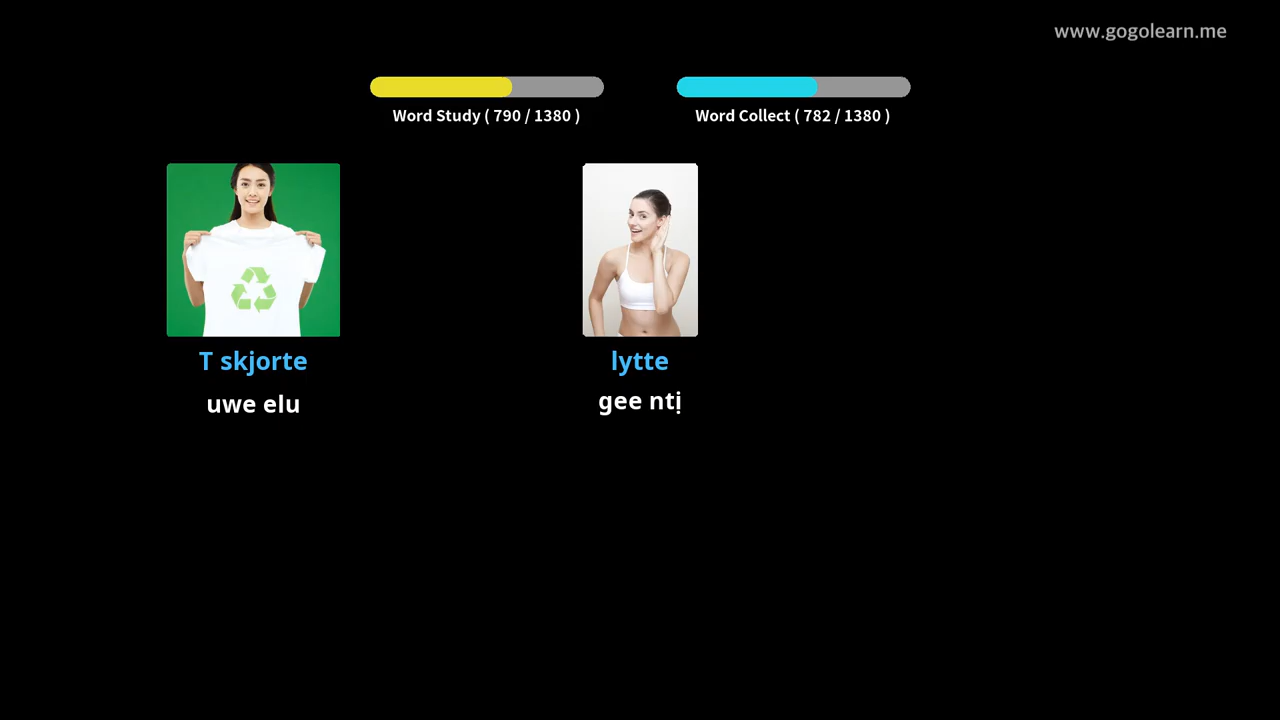 www.gogolearn.me
Word Study ( 790 / 1380 )
Word Collect ( 782 / 1380 )
T skjorte
lytte
uwe elu
gee ntị